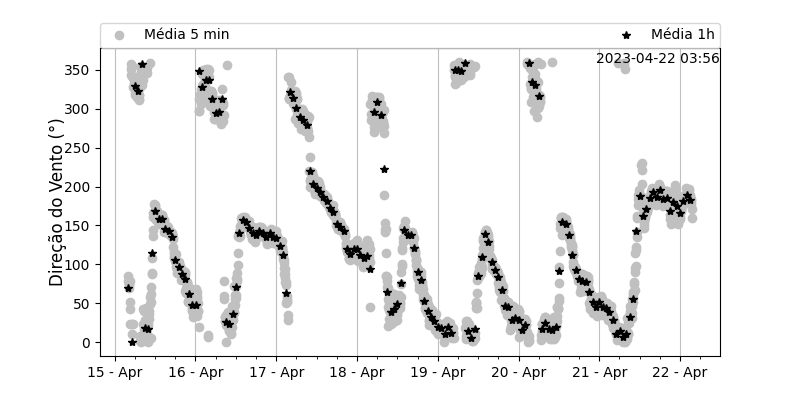 Média 5 min
Média 1h
2023-04-22 03:56
Direção do Vento (°)
350
300
250
200
150
100
50
0
15 - Apr
16 - Apr
17 - Apr
18 - Apr
19 - Apr
20 - Apr
21 - Apr
22 - Apr